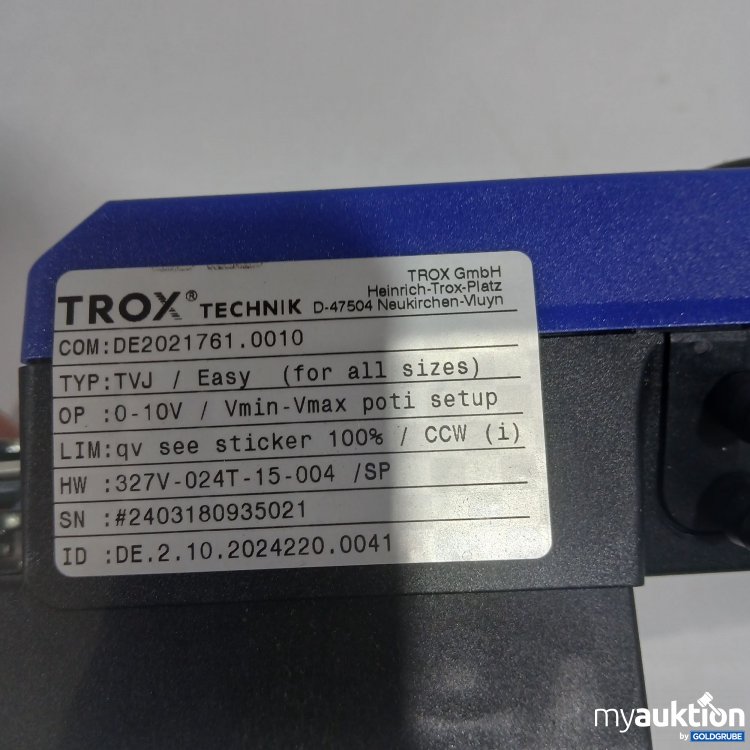 TROX® TECHNIK
TROX GmbH
Heinrich-Trox-Platz
D-47504 Neukirchen-Vluyn
COM:DE2021761.0010
TYP:TVJ / Easy (for all sizes)
OP :0-10V / Vmin-Vmax poti setup
LIM:qv see sticker 100% / CCW (i)
HW :327V-024T-15-004 /SP
SN :#2403180935021
ID :DE.2.10.2024220.0041
myauktion
by GOLDGRUBE